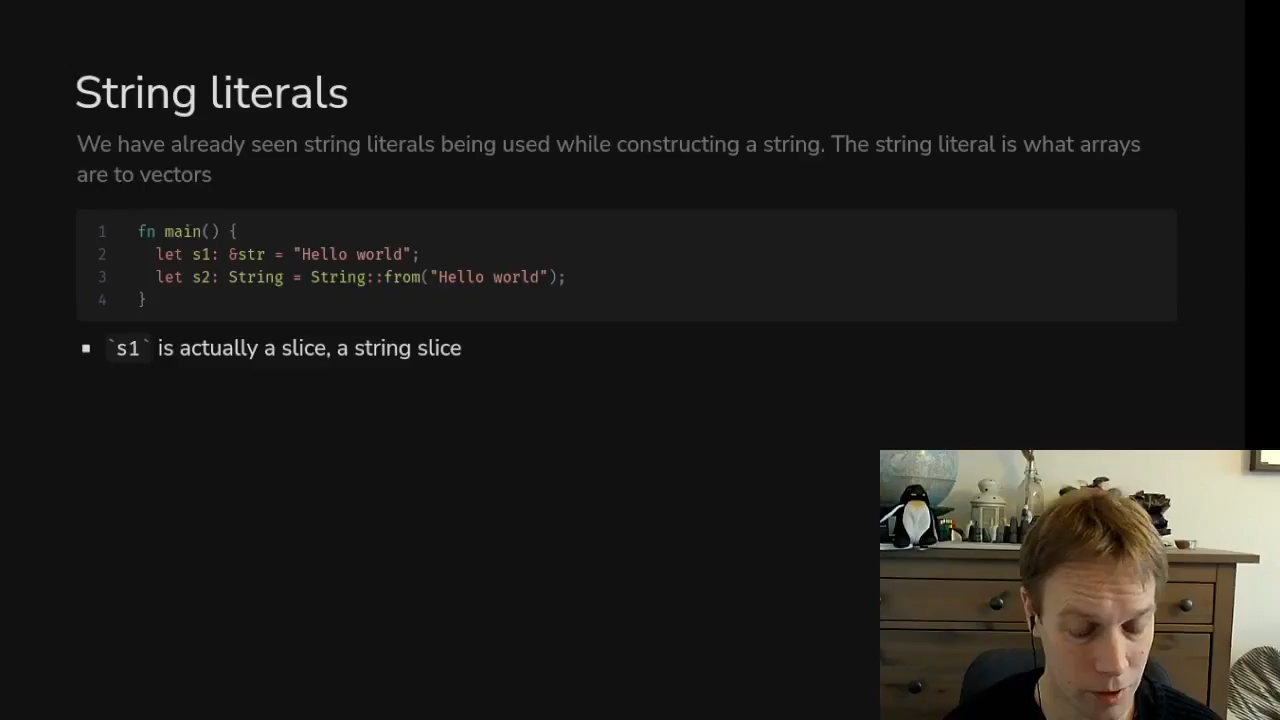 String literals
We have already seen string literals being used while constructing a string. The string literal is what arrays
are to vectors
1 fn main() {
2 let s1: &str = "Hello world";
3 let s2: String = String::from("Hello world");
4 }
▪ `s1` is actually a slice, a string slice